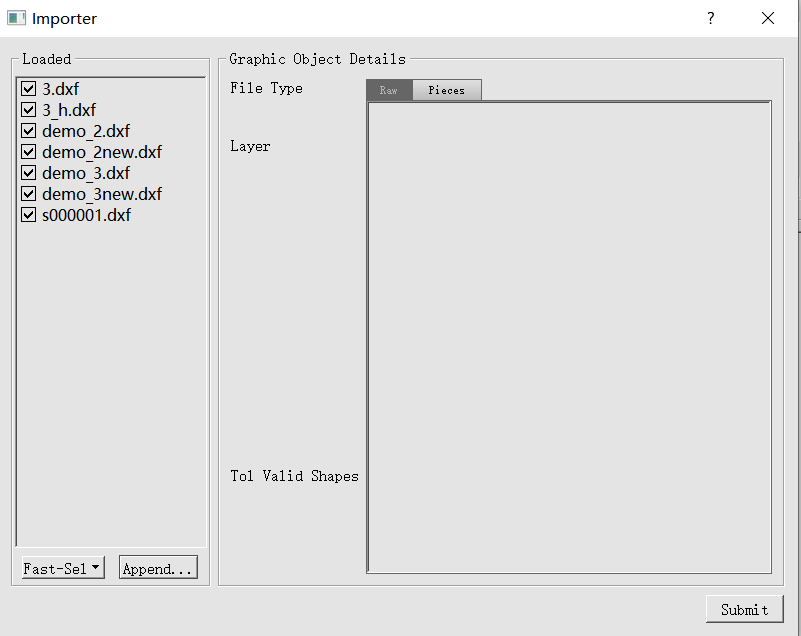 Importer
?
Loaded
3.dxf
3_h.dxf
demo_2.dxf
demo_2new.dxf
demo_3.dxf
demo_3new.dxf
s000001.dxf
Fast-Sel
Append...
Graphic Object Details
File Type
Raw
Pieces
Layer
Tol Valid Shapes
Submit